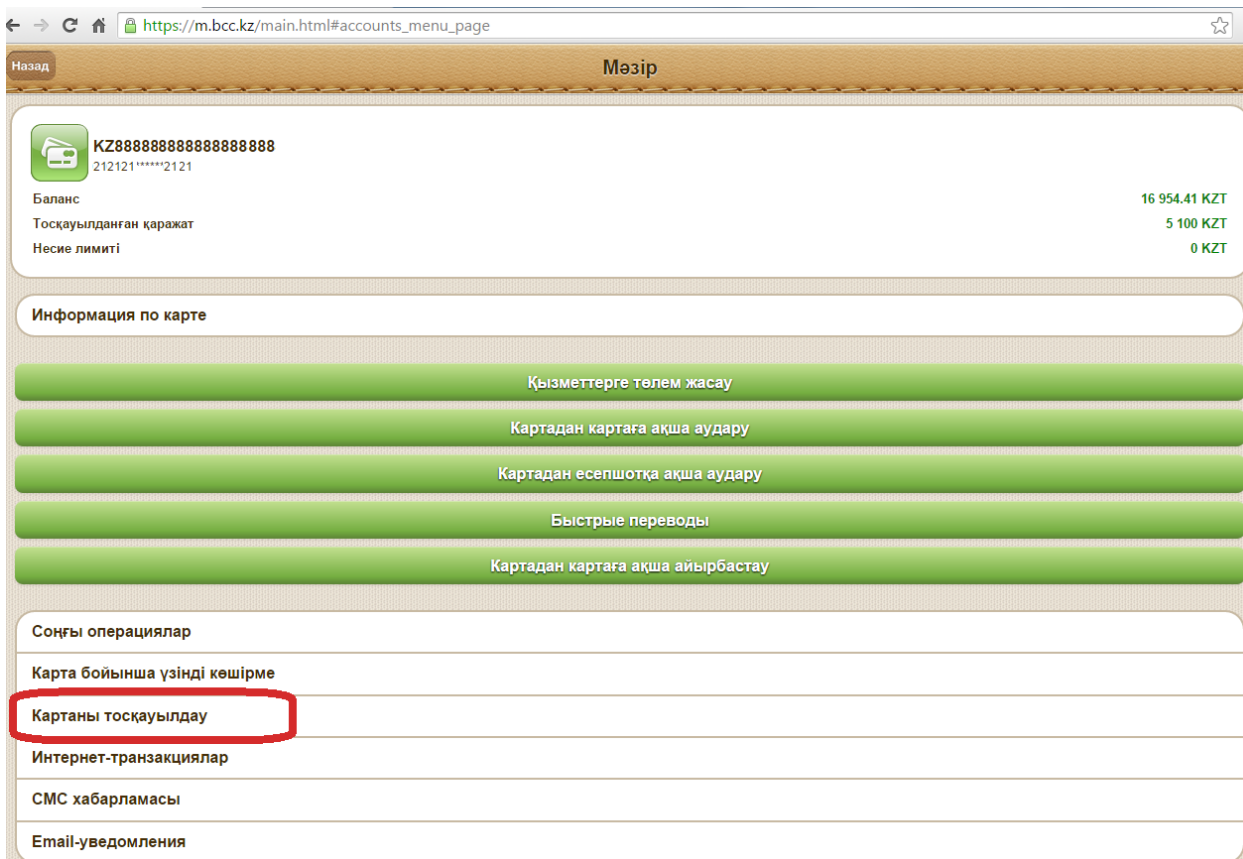 https://m.bcc.kz/main.html#accounts_menu_page
Назад
Мәзір
KZ888888888888888888
212121******2121
Баланс 16 954.41 KZT
Тосқауылданған қаражат 5 100 KZT
Несие лимиті 0 KZT
Информация по карте
Қызметтерге төлем жасау
Картадан картаға ақша аудару
Картадан есепшотқа ақша аудару
Быстрые переводы
Картадан картаға ақша айырбастау
Соңғы операциялар
Карта бойынша үзінді көшірме
Картаны тосқауылдау
Интернет-транзакциялар
СМС хабарламасы
Email-уведомления